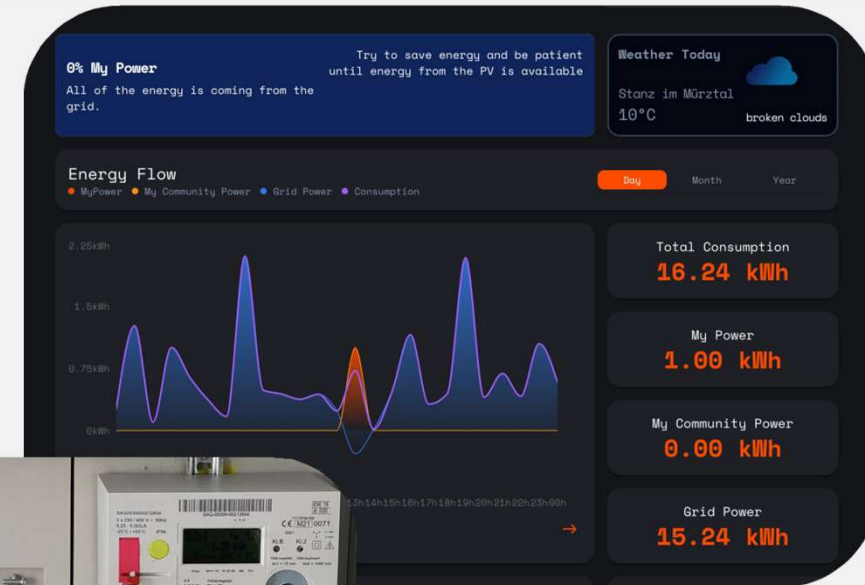 0% My Power
All of the energy is coming from the
grid.
Try to save energy and be patient
until energy from the PV is available
Weather Today
Stanz im Mürztal
10°C
broken clouds
Energy Flow
MyPower My Community Power Grid Power Consumption
Day Month Year
2.25kWh
1.5kWh
0.75kWh
0kWh
13h14h15h16h17h18h19h20h21h22h23h00h
→
Total Consumption
16.24 kWh
My Power
1.00 kWh
My Community Power
0.00 kWh
Grid Power
15.24 kWh
CE M21 0071